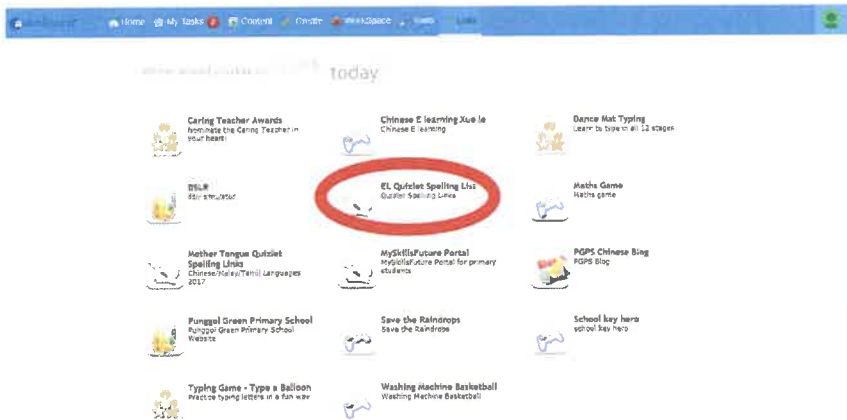 Home My Tasks Content Create Workspace
today
Caring Teacher Awards
Nominate the Caring Teacher in
your heart!
Chinese E learning Xue le
Chinese E learning
Dance Mat Typing
Learn to type in all 12 stages
DSLR
dslr simulator
EL Quizlet Spelling List
Quizlet Spelling Links
Maths Game
Maths game
Mother Tongue Quizlet
Spelling Links
Chinese/Malay/Tamil Languages
2017
MySkillsFuture Portal
MySkillsFuture Portal for primary
students
PGPS Chinese Blog
PGPS Blog
Punggol Green Primary School
Punggol Green Primary School
Website
Save the Raindrops
Save the Raindrops
School key hero
school key hero
Typing Game - Type a Balloon
Practice typing letters in a fun way
Washing Machine Basketball
Washing Machine Basketball